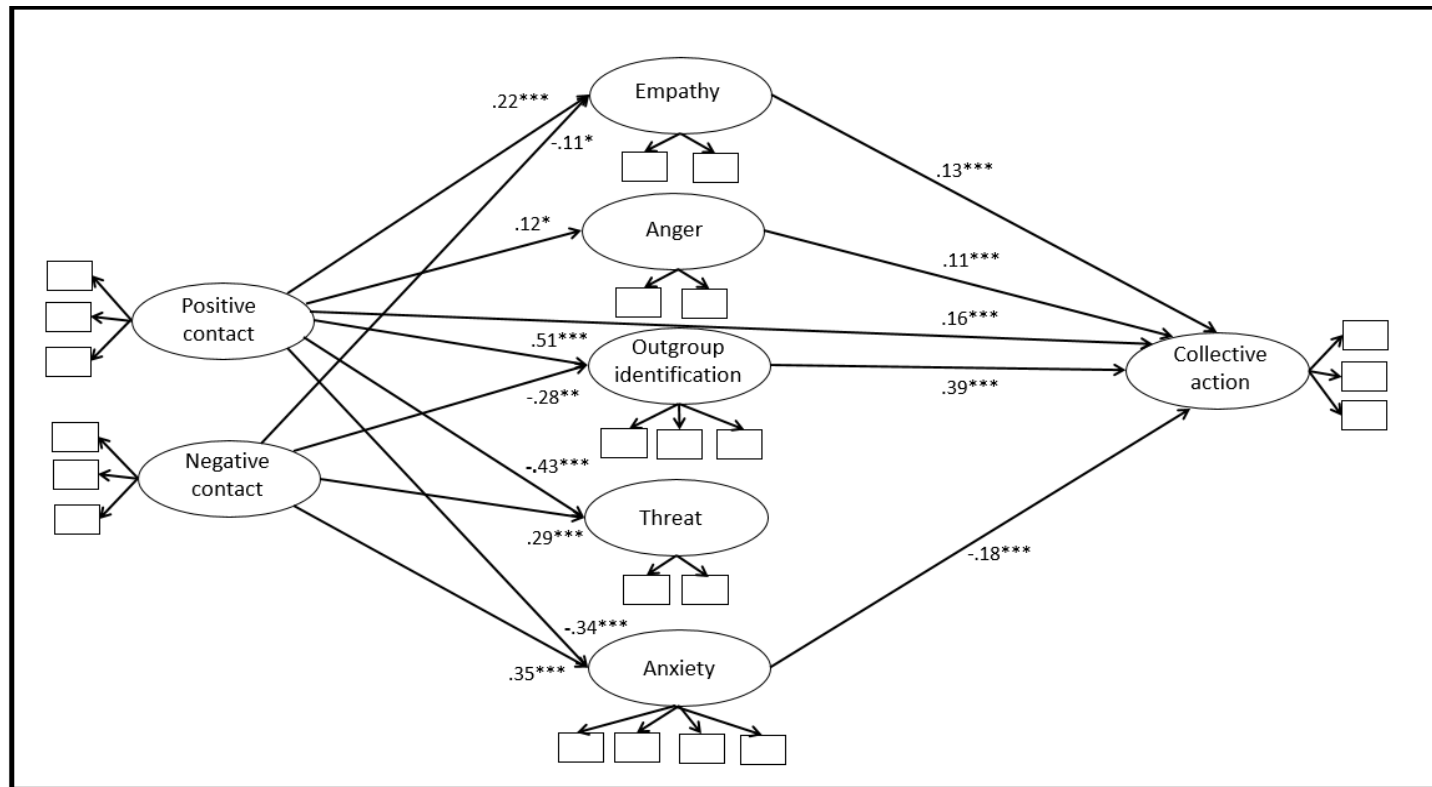 Empathy
.22***
-.11*
.13***
.12*
Anger
.11***
Positive
contact
.16***
.51***
Outgroup
identification
Collective
action
-.28**
.39***
Negative
contact
-.43***
Threat
.29***
-.18***
-.34***
.35***
Anxiety